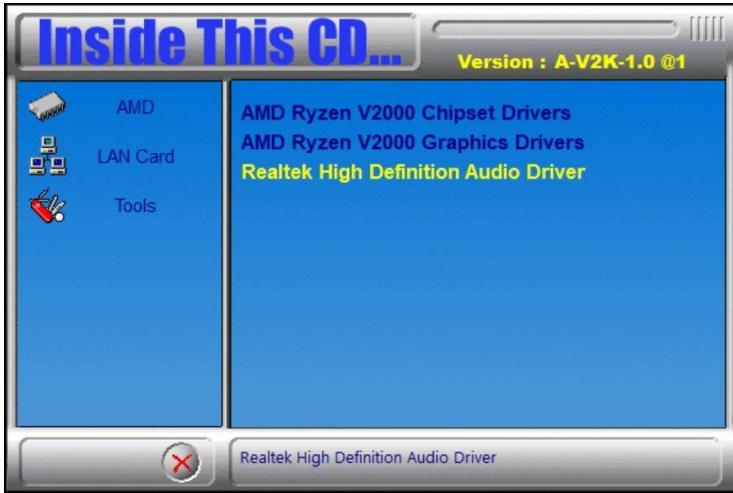 Inside This CD...
Version : A-V2K-1.0 @1
AMD
LAN Card
Tools
AMD Ryzen V2000 Chipset Drivers
AMD Ryzen V2000 Graphics Drivers
Realtek High Definition Audio Driver
Realtek High Definition Audio Driver